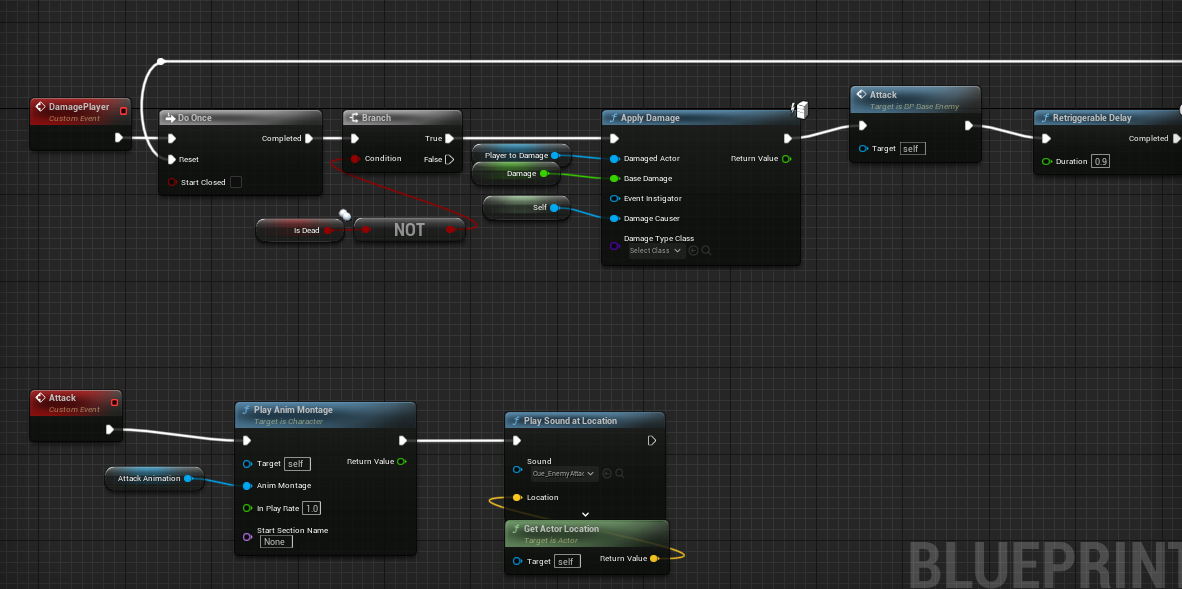 DamagePlayer
Custom Event
Do Once
Completed
Reset
Start Closed
Branch
True
Condition
False
Is Dead
NOT
Player to Damage
Damage
Self
Apply Damage
Damaged Actor
Return Value
Base Damage
Event Instigator
Damage Causer
Damage Type Class
Select Class
Attack
Target is BP Base Enemy
Target self
Retriggerable Delay
Completed
Duration 0.9
Attack
Custom Event
Attack Animation
Play Anim Montage
Target is Character
Target self
Return Value
Anim Montage
In Play Rate 1.0
Start Section Name
None
Play Sound at Location
Sound
Cue_EnemyAttac
Location
Get Actor Location
Target is Actor
Target self
Return Value
BLUEPRINT